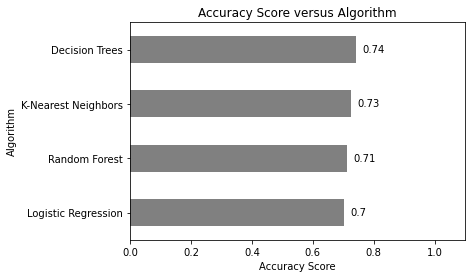 Accuracy Score versus Algorithm
Decision Trees
0.74
K-Nearest Neighbors
0.73
Random Forest
0.71
Logistic Regression
0.7
Algorithm
0.0 0.2 0.4 0.6 0.8 1.0
Accuracy Score